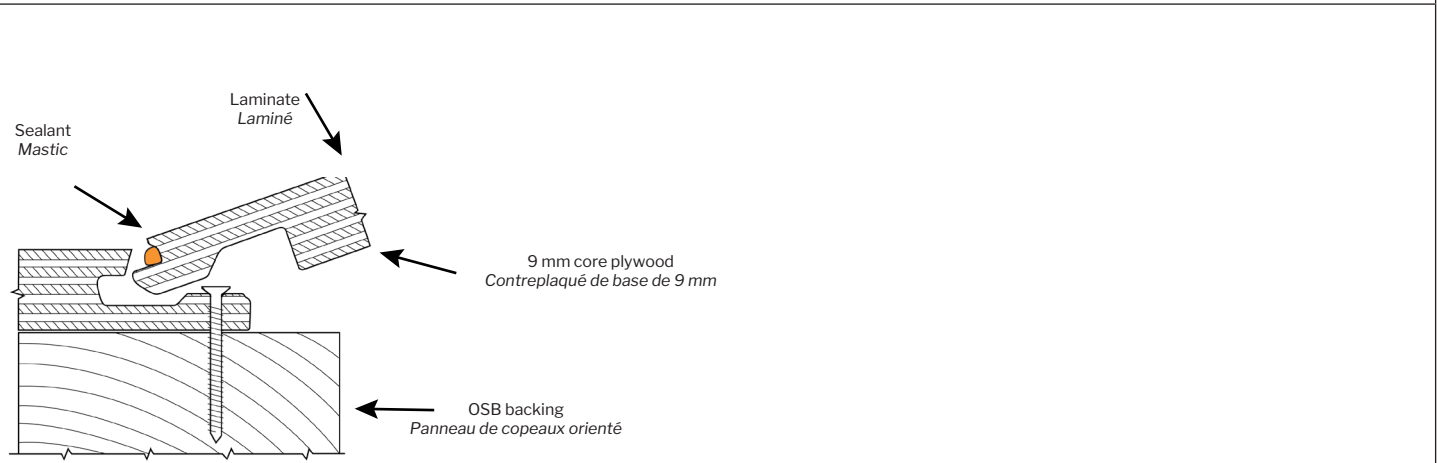 Laminate
Laminé
Sealant
Mastic
9 mm core plywood
Contreplaqué de base de 9 mm
OSB backing
Panneau de copeaux orienté